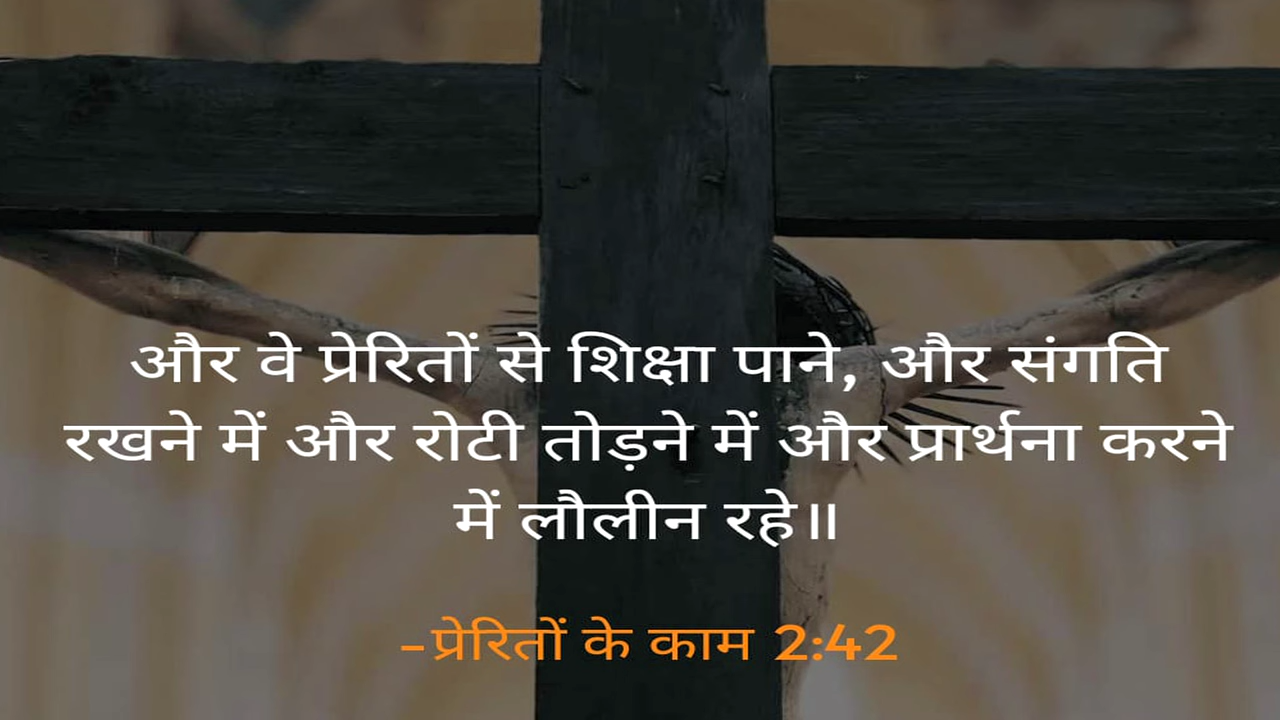 और वे प्रेरितों से शिक्षा पाने, और संगति
रखने में और रोटी तोड़ने में और प्रार्थना करने
में लौलीन रहे॥
-प्रेरितों के काम 2:42